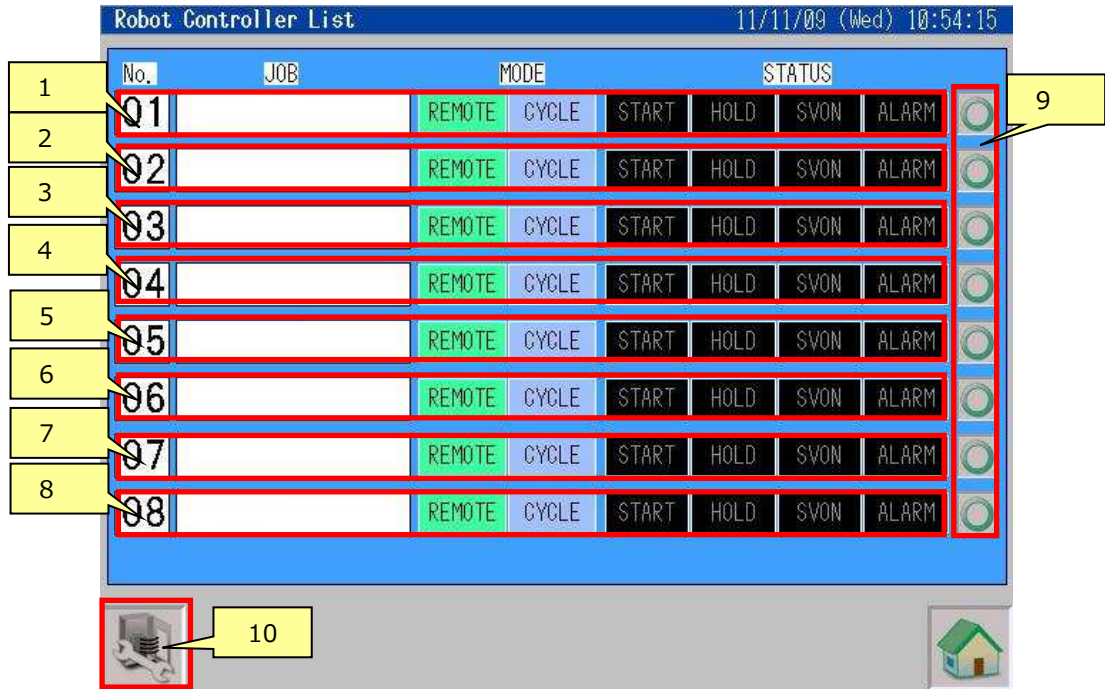 Robot Controller List 11/11/09 (Wed) 10:54:15
No. JOB MODE STATUS
1 01 REMOTE CYCLE START HOLD SVON ALARM 9
2 02 REMOTE CYCLE START HOLD SVON ALARM
3 03 REMOTE CYCLE START HOLD SVON ALARM
4 04 REMOTE CYCLE START HOLD SVON ALARM
5 05 REMOTE CYCLE START HOLD SVON ALARM
6 06 REMOTE CYCLE START HOLD SVON ALARM
7 07 REMOTE CYCLE START HOLD SVON ALARM
8 08 REMOTE CYCLE START HOLD SVON ALARM
10